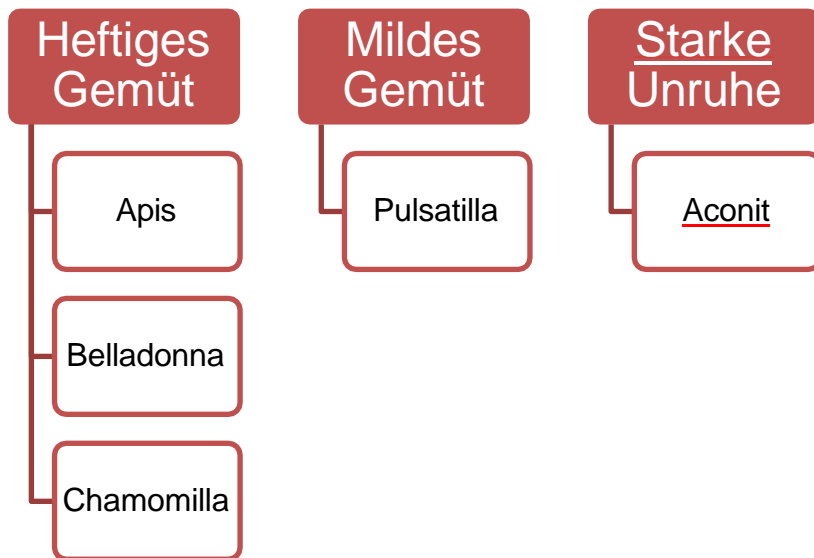 Heftiges
Gemüt
Apis
Belladonna
Chamomilla
Mildes
Gemüt
Pulsatilla
Starke
Unruhe
Aconit